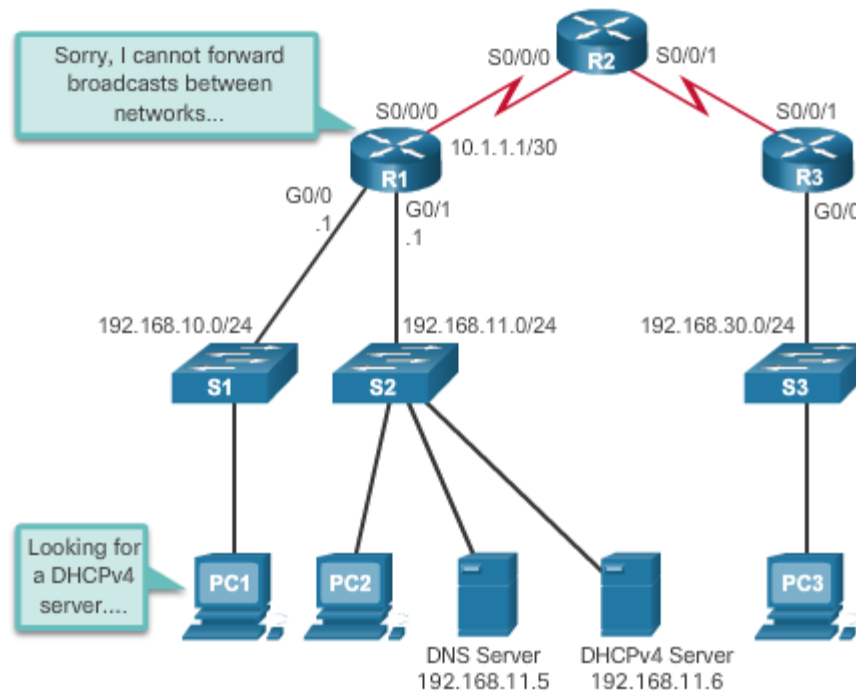 Sorry, I cannot forward
broadcasts between
networks...
S0/0/0
R2
S0/0/1
S0/0/0
10.1.1.1/30
R1
S0/0/1
R3
G0/0
.1
G0/1
.1
G0/0
192.168.10.0/24
192.168.11.0/24
192.168.30.0/24
S1
S2
S3
Looking for
a DHCPv4
server....
PC1
PC2
PC3
DNS Server
192.168.11.5
DHCPv4 Server
192.168.11.6